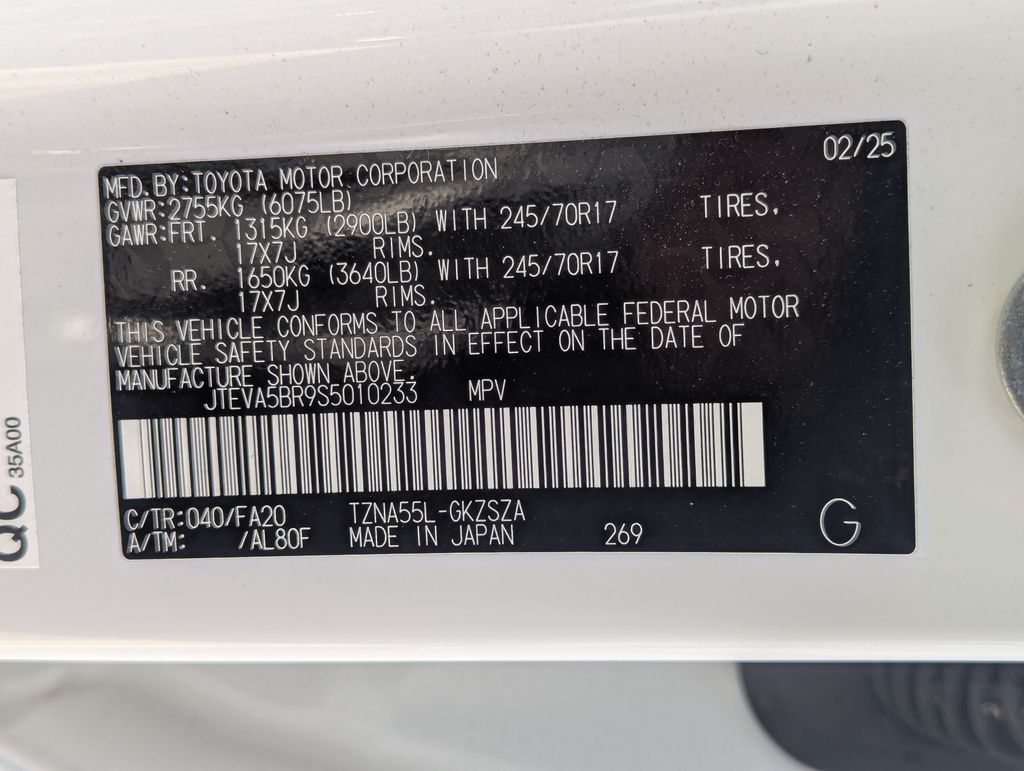 02/25
MFD.BY:TOYOTA MOTOR CORPORATION
GVWR:2755KG (6075LB)
GAWR:FRT. 1315KG (2900LB) WITH 245/70R17 TIRES,
17X7J RIMS.
RR. 1650KG (3640LB) WITH 245/70R17 TIRES,
17X7J RIMS.
THIS VEHICLE CONFORMS TO ALL APPLICABLE FEDERAL MOTOR
VEHICLE SAFETY STANDARDS IN EFFECT ON THE DATE OF
MANUFACTURE SHOWN ABOVE.
JTEVA5BR9S5010233 MPV
C/TR:040/FA20 TZNA55L-GKZSZA
A/TM: /AL80F MADE IN JAPAN 269
G
QC 35A00